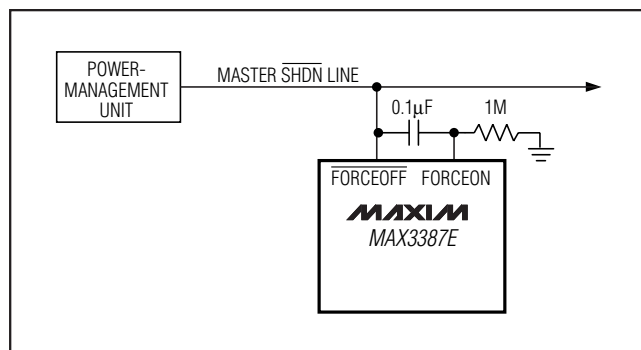 POWER-
MANAGEMENT
UNIT
MASTER SHDN LINE
0.1μF
1M
FORCEOFF FORCEON
MAXIM
MAX3387E